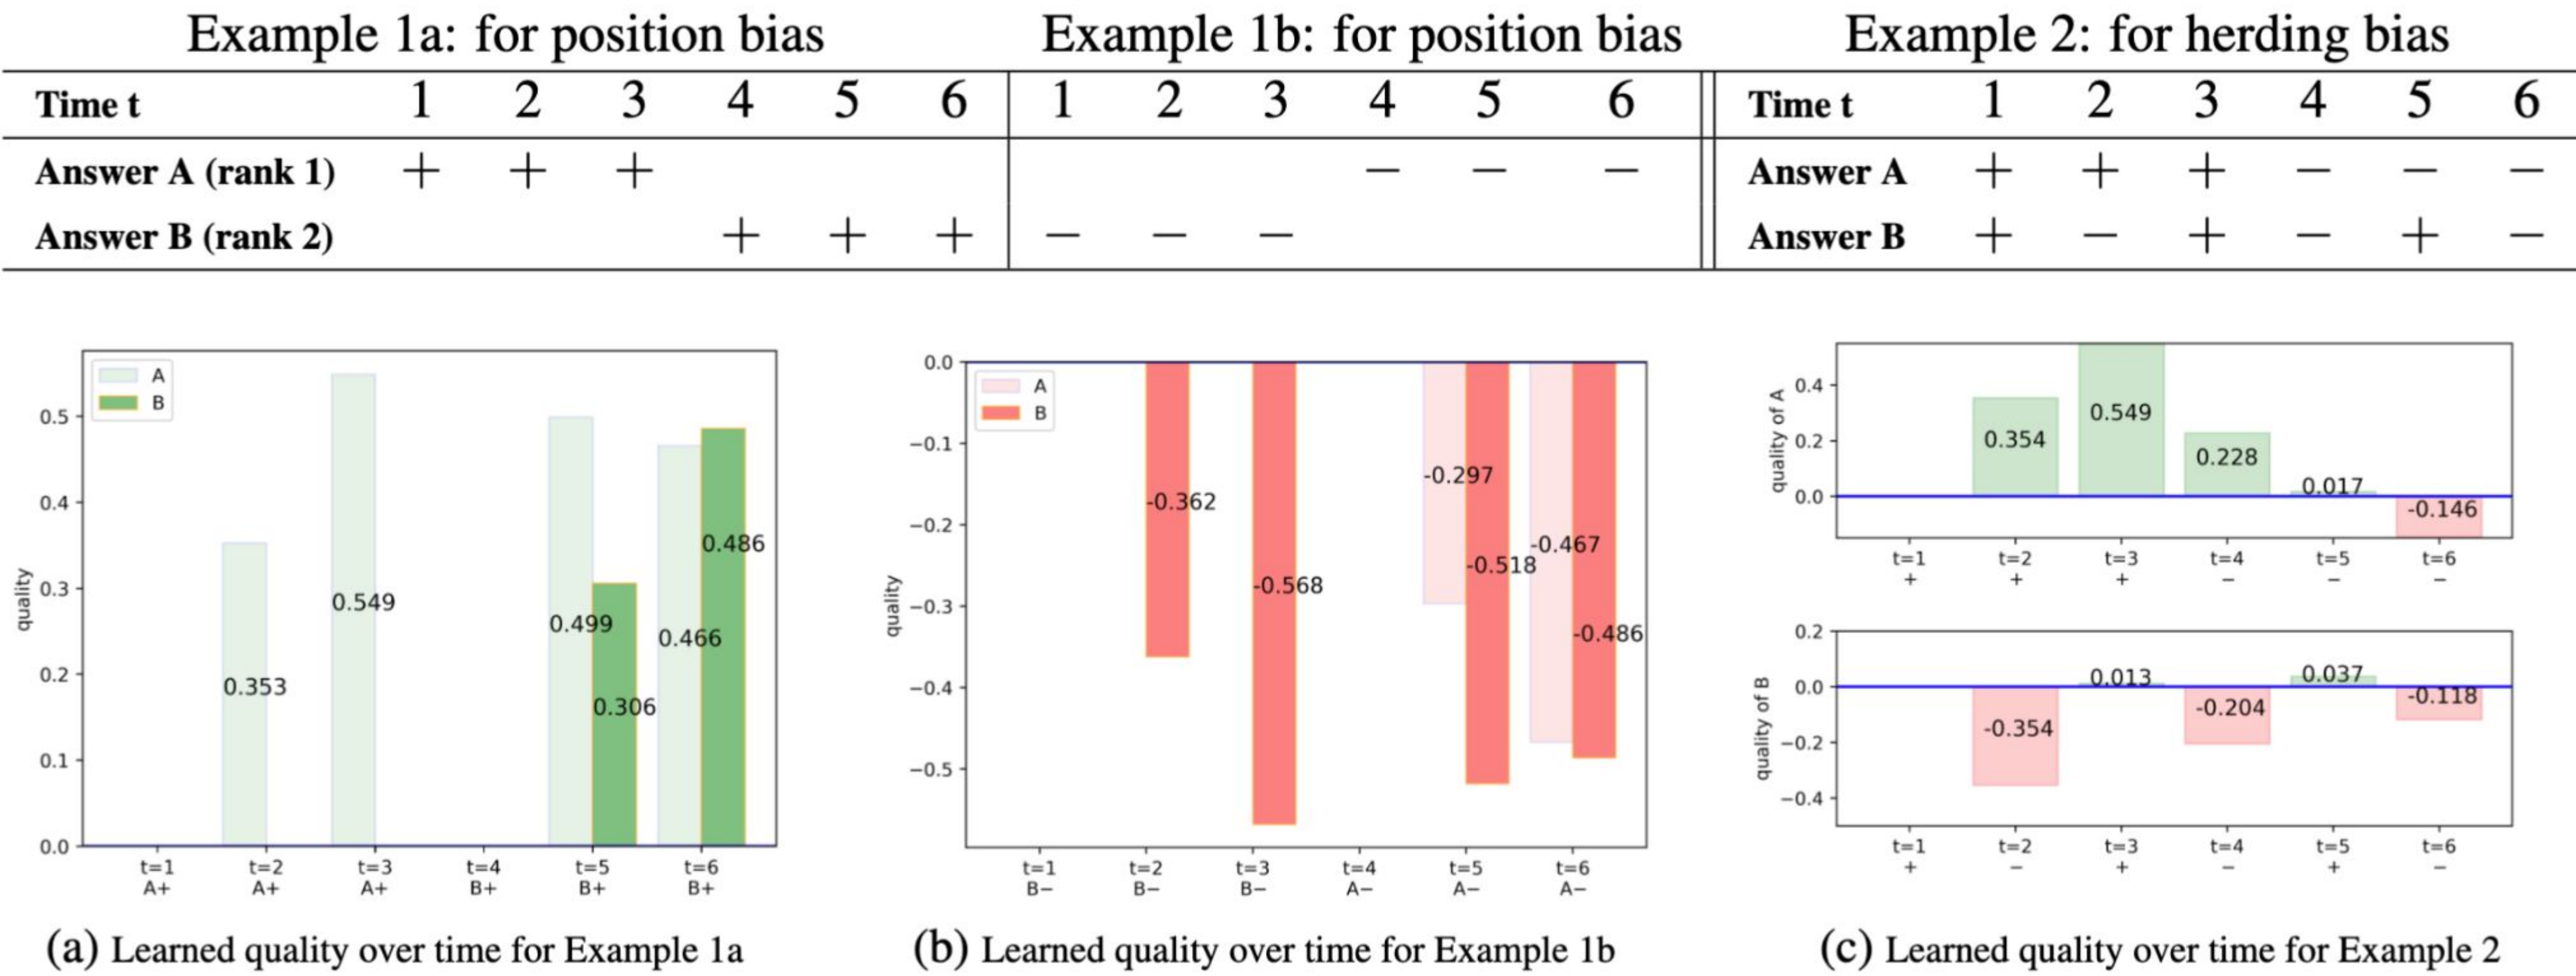 Example 1a: for position bias Example 1b: for position bias Example 2: for herding bias
Time t 1 2 3 4 5 6 1 2 3 4 5 6 Time t 1 2 3 4 5 6
Answer A (rank 1) + + + − − − Answer A + + + − − −
Answer B (rank 2) + + + − − − Answer B + − + − + −
A
B
quality
0.5
0.4
0.3
0.2
0.1
0.0
0.353
0.549
0.499
0.306
0.466
0.486
t=1 t=2 t=3 t=4 t=5 t=6
A+ A+ A+ B+ B+ B+
(a) Learned quality over time for Example 1a
A
B
quality
0.0
−0.1
−0.2
−0.3
−0.4
−0.5
-0.362
-0.568
-0.297
-0.518
-0.467
-0.486
t=1 t=2 t=3 t=4 t=5 t=6
B− B− B− A− A− A−
(b) Learned quality over time for Example 1b
quality of A
0.4
0.2
0.0
0.354
0.549
0.228
0.017
-0.146
t=1 t=2 t=3 t=4 t=5 t=6
+ + + − − −
quality of B
0.2
0.0
−0.2
−0.4
-0.354
0.013
-0.204
0.037
-0.118
t=1 t=2 t=3 t=4 t=5 t=6
+ − + − + −
(c) Learned quality over time for Example 2